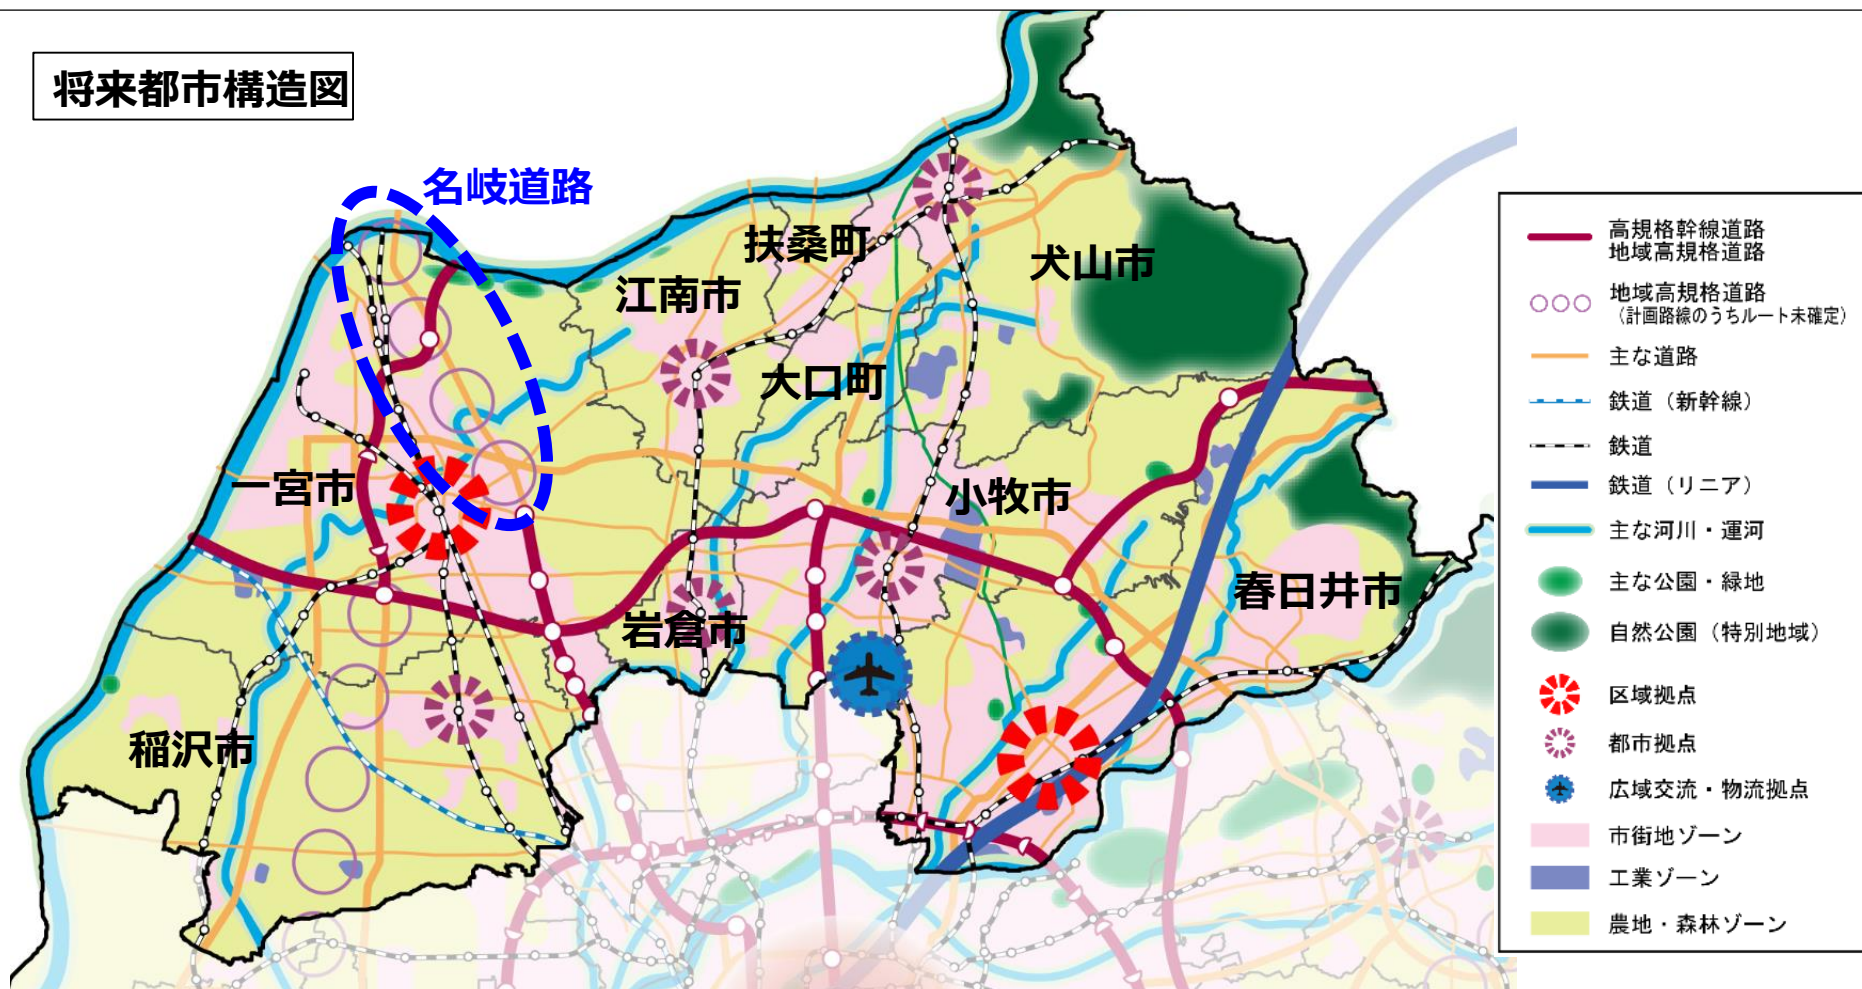 将来都市構造図
名岐道路
扶桑町
犬山市
江南市
大口町
一宮市
小牧市
春日井市
岩倉市
稲沢市
高規格幹線道路
地域高規格道路
地域高規格道路
（計画路線のうちルート未確定）
主な道路
鉄道（新幹線）
鉄道
鉄道（リニア）
主な河川・運河
主な公園・緑地
自然公園（特別地域）
区域拠点
都市拠点
広域交流・物流拠点
市街地ゾーン
工業ゾーン
農地・森林ゾーン